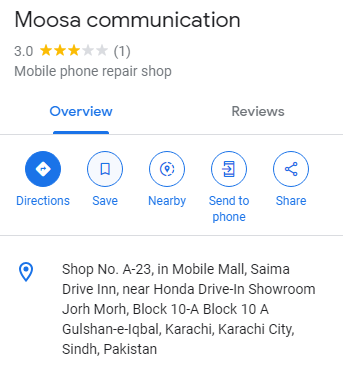 Moosa communication
3.0 (1)
Mobile phone repair shop
Overview Reviews
Directions Save Nearby Send to phone Share
Shop No. A-23, in Mobile Mall, Saima
Drive Inn, near Honda Drive-In Showroom
Jorh Morh, Block 10-A Block 10 A
Gulshan-e-Iqbal, Karachi, Karachi City,
Sindh, Pakistan